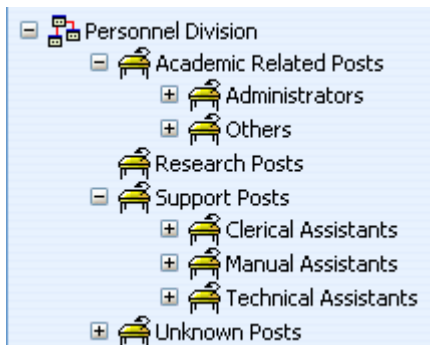 Personnel Division
Academic Related Posts
Administrators
Others
Research Posts
Support Posts
Clerical Assistants
Manual Assistants
Technical Assistants
Unknown Posts